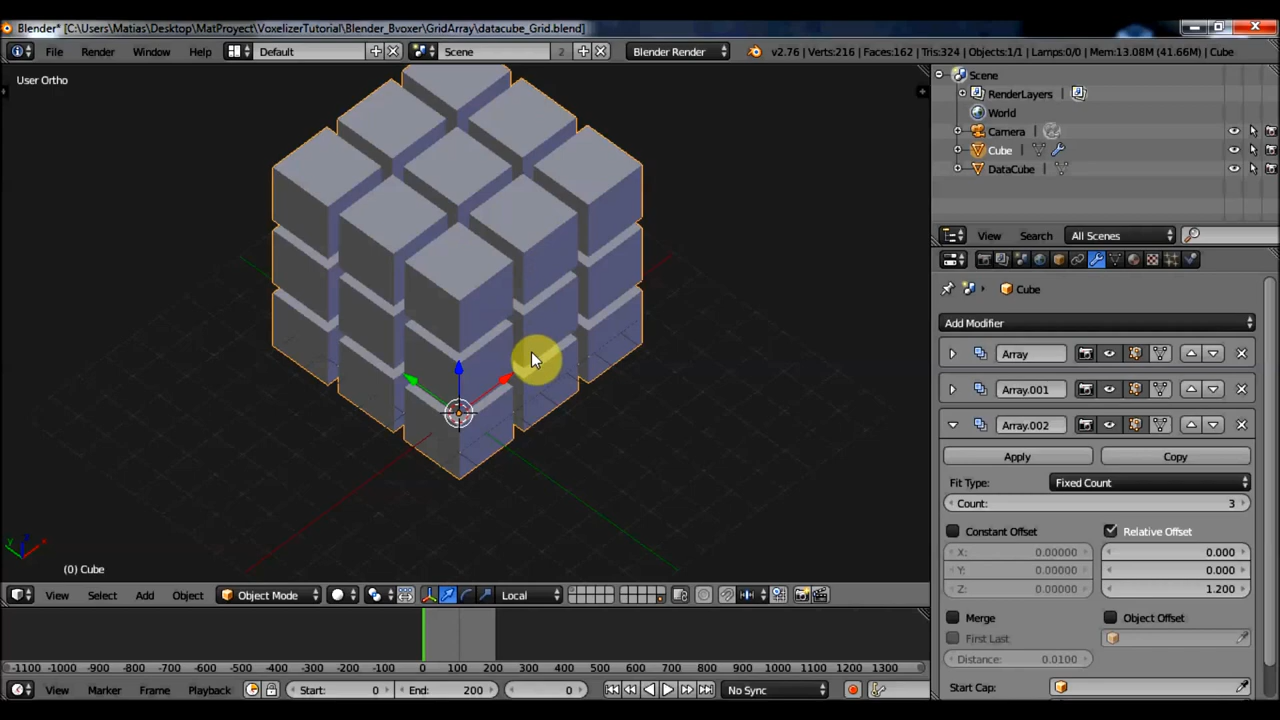 Blender* [C:\Users\Matias\Desktop\MatProyect\VoxelizerTutorial\Blender_Bvoxer\GridArray\datacube_Grid.blend]
File Render Window Help Default Scene 2 Blender Render v2.76 | Verts:216 | Faces:162 | Tris:324 | Objects:1/1 | Lamps:0/0 | Mem:13.08M (41.66M) | Cube
User Ortho
Scene
RenderLayers
World
Camera
Cube
DataCube
View Search All Scenes
Cube
Add Modifier
Array
Array.001
Array.002
Apply Copy
Fit Type: Fixed Count
Count: 3
Constant Offset Relative Offset
X: 0.00000 0.000
Y: 0.00000 0.000
Z: 0.00000 1.200
Merge Object Offset
First Last
Distance: 0.0100
Start Cap:
(0) Cube
View Select Add Object Object Mode Local
-1100 -1000 -900 -800 -700 -600 -500 -400 -300 -200 -100 0 100 200 300 400 500 600 700 800 900 1000 1100 1200 1300
View Marker Frame Playback Start: 0 End: 200 0 No Sync